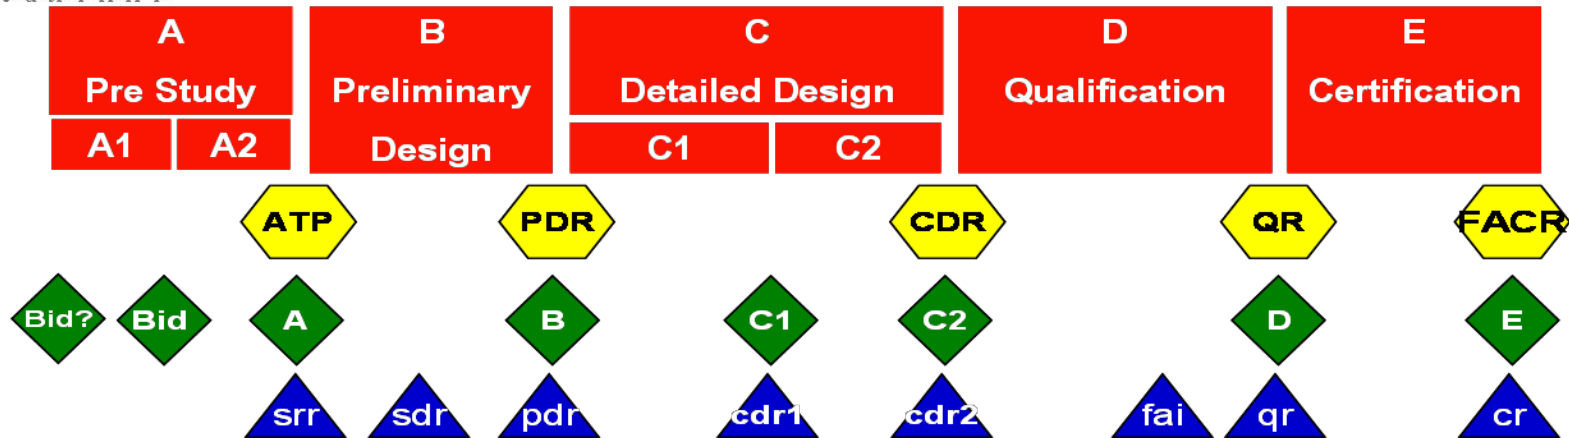 A
Pre Study
B
Preliminary
Design
C
Detailed Design
D
Qualification
E
Certification
A1
A2
C1
C2
ATP
PDR
CDR
QR
FACR
Bid?
Bid
A
B
C1
C2
D
E
srr
sdr
pdr
cdr1
cdr2
fai
qr
cr